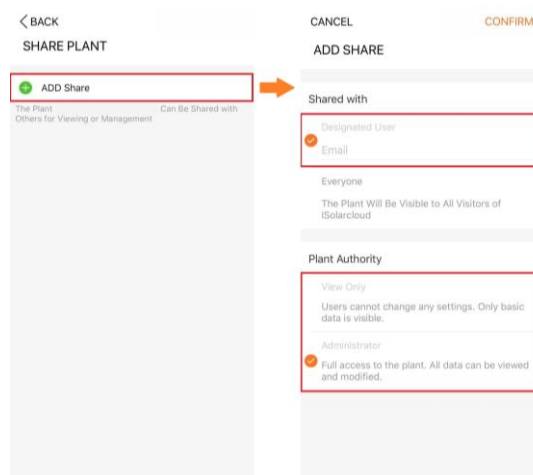 BACK
SHARE PLANT
ADD Share
The Plant Can Be Shared with
Others for Viewing or Management
CANCEL CONFIRM
ADD SHARE
Shared with
Designated User
Email
Everyone
The Plant Will Be Visible to All Visitors of
ISolarcloud
Plant Authority
View Only
Users cannot change any settings. Only basic
data is visible.
Administrator
Full access to the plant. All data can be viewed
and modified.